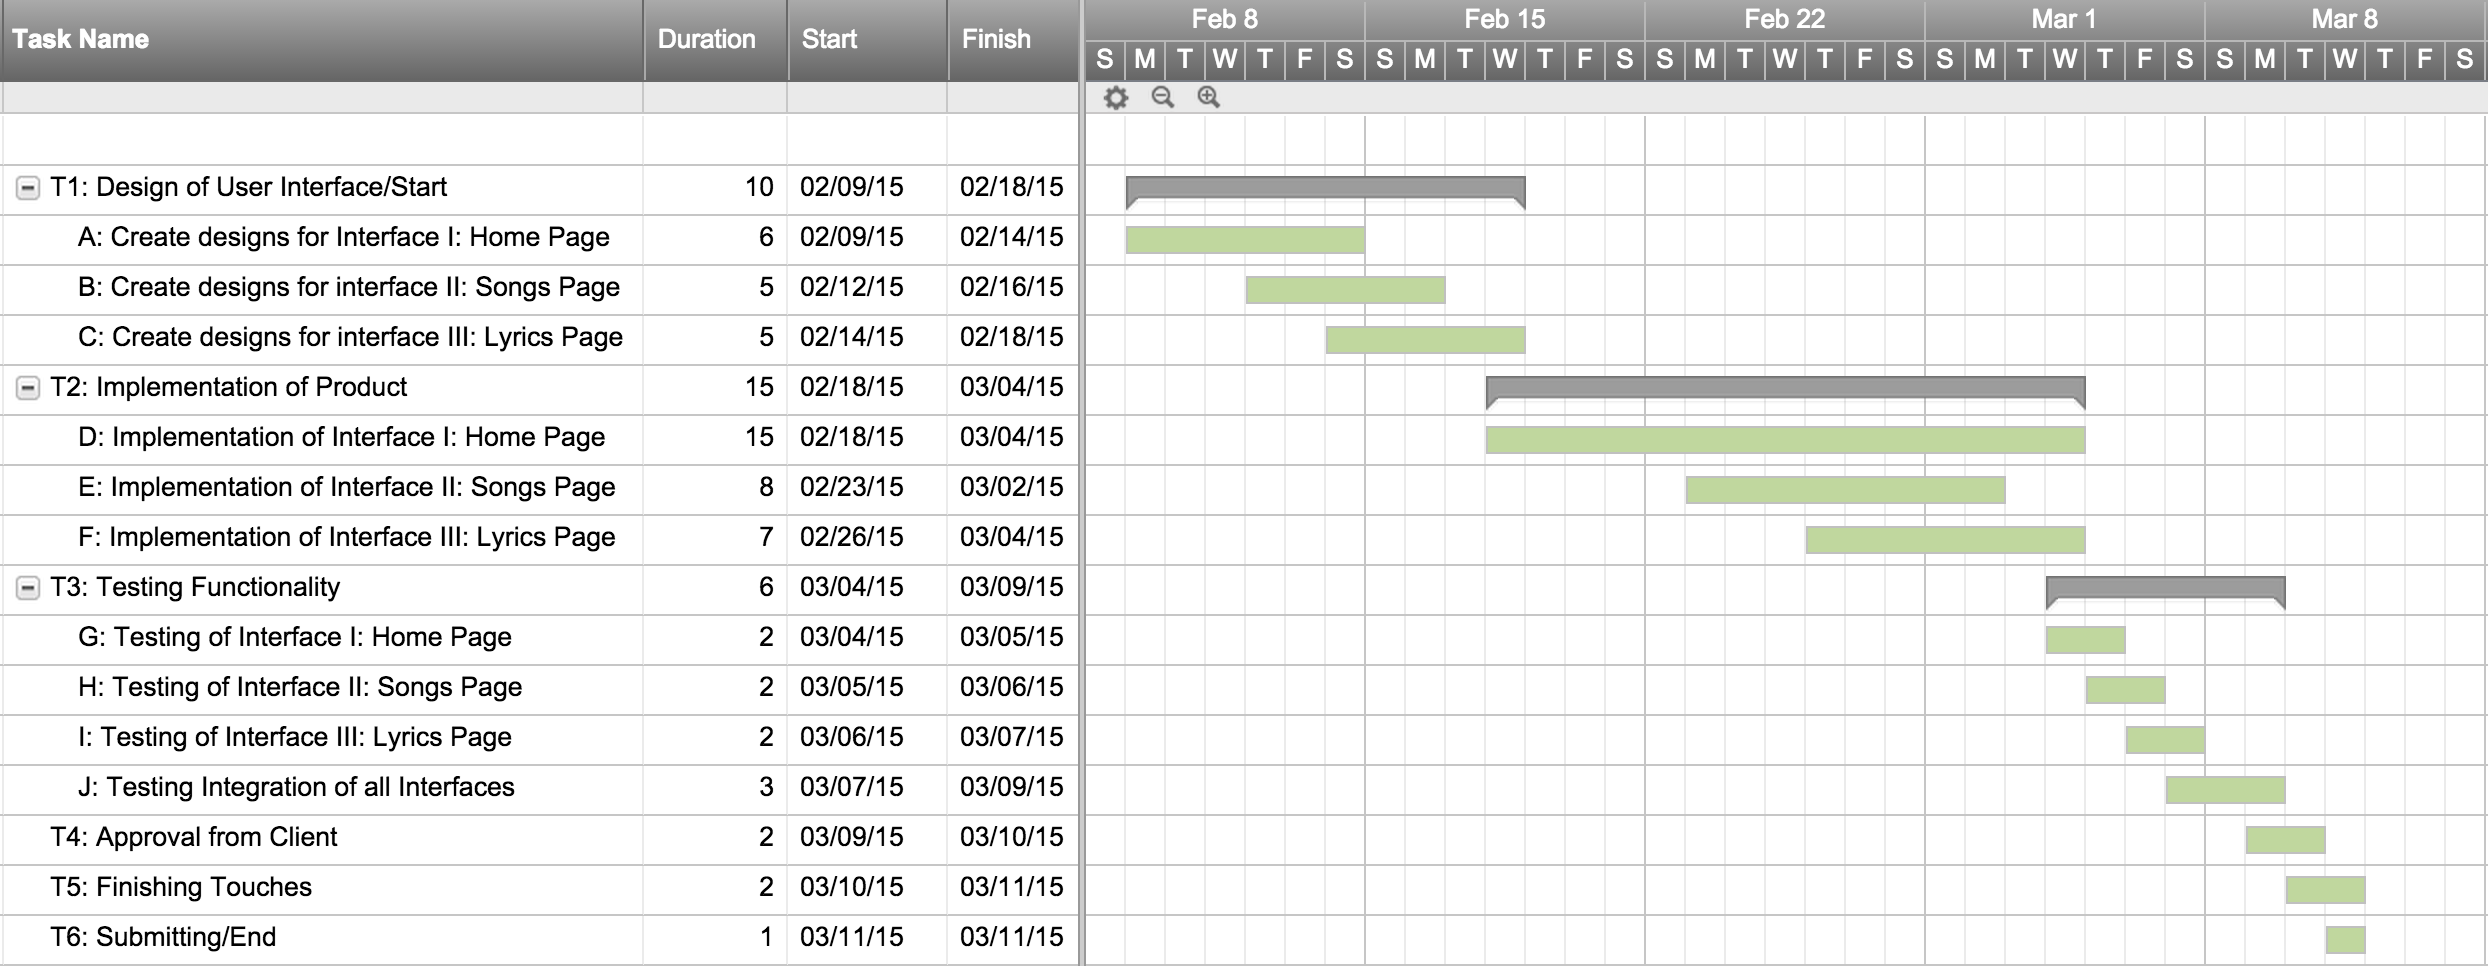 Task Name Duration Start Finish Feb 8 Feb 15 Feb 22 Mar 1 Mar 8
S M T W T F S S M T W T F S S M T W T F S S M T W T F S S M T W T F S
T1: Design of User Interface/Start 10 02/09/15 02/18/15
A: Create designs for Interface I: Home Page 6 02/09/15 02/14/15
B: Create designs for interface II: Songs Page 5 02/12/15 02/16/15
C: Create designs for interface III: Lyrics Page 5 02/14/15 02/18/15
T2: Implementation of Product 15 02/18/15 03/04/15
D: Implementation of Interface I: Home Page 15 02/18/15 03/04/15
E: Implementation of Interface II: Songs Page 8 02/23/15 03/02/15
F: Implementation of Interface III: Lyrics Page 7 02/26/15 03/04/15
T3: Testing Functionality 6 03/04/15 03/09/15
G: Testing of Interface I: Home Page 2 03/04/15 03/05/15
H: Testing of Interface II: Songs Page 2 03/05/15 03/06/15
I: Testing of Interface III: Lyrics Page 2 03/06/15 03/07/15
J: Testing Integration of all Interfaces 3 03/07/15 03/09/15
T4: Approval from Client 2 03/09/15 03/10/15
T5: Finishing Touches 2 03/10/15 03/11/15
T6: Submitting/End 1 03/11/15 03/11/15